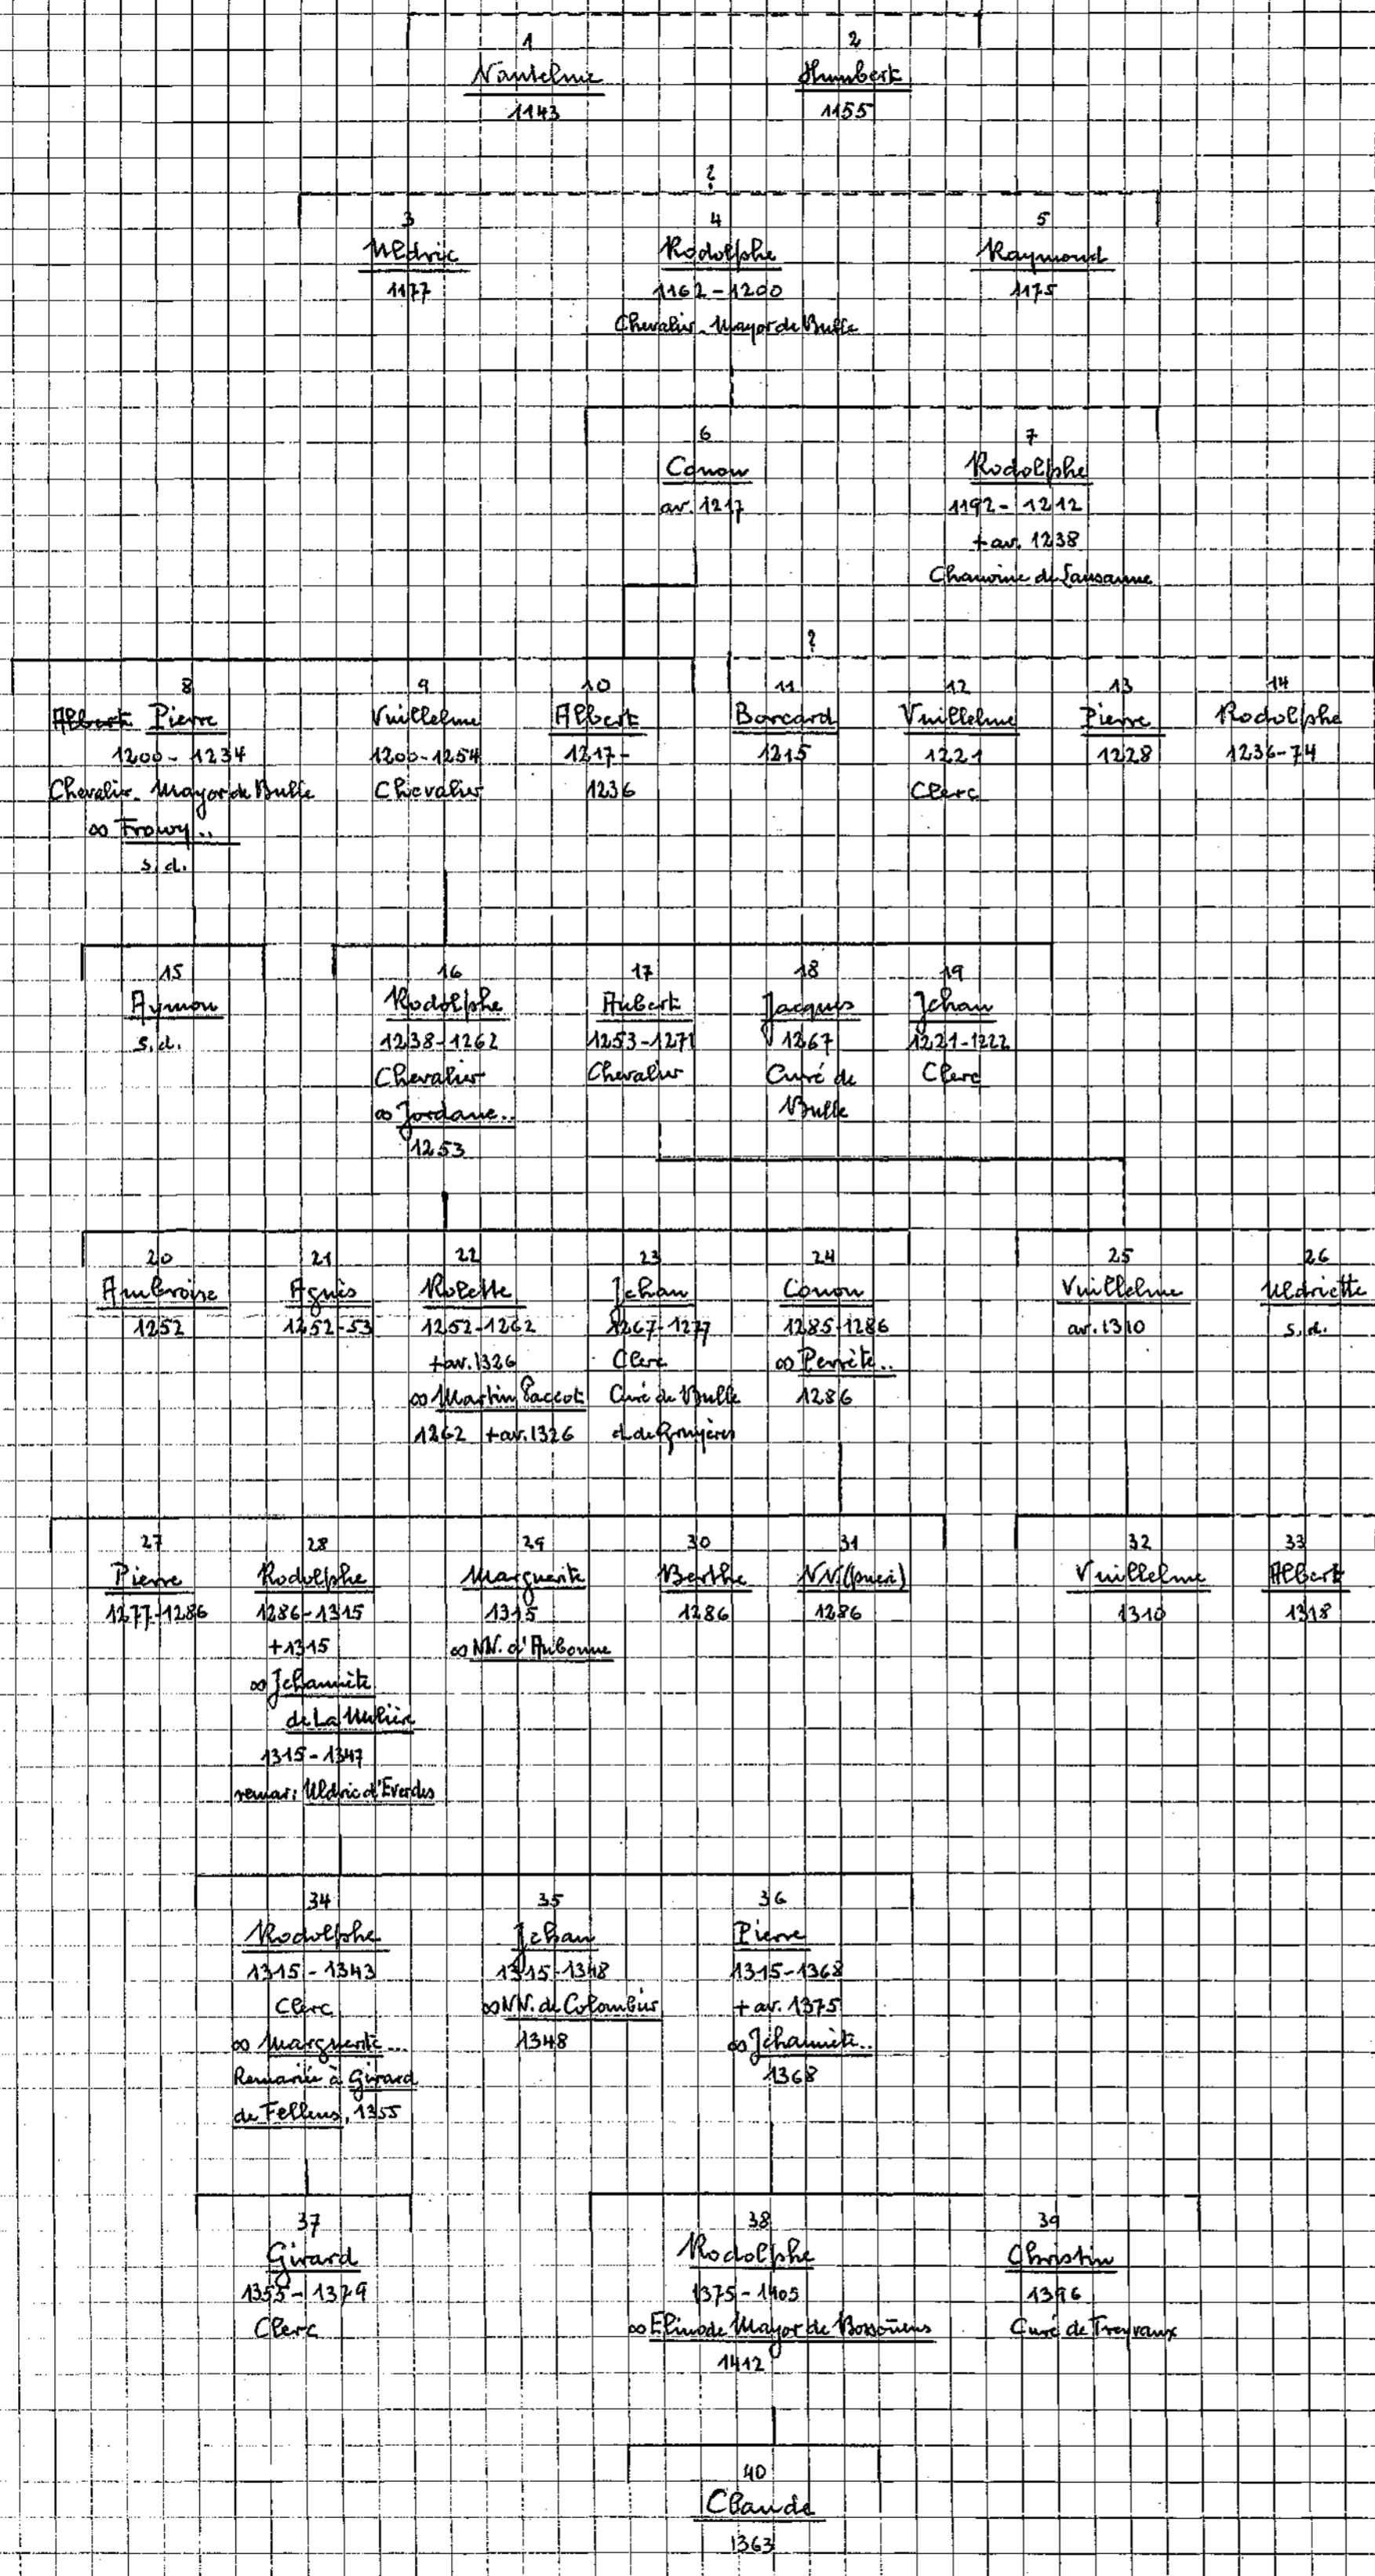 1 2
Nantelme Humbert
1143 1155
?
3 4 5
Uldric Rodolphe Raymond
1177 1162-1200 1175
Chevalier. Mayor de Bulle
6 7
Conon Rodolphe
av. 1217 1192-1212
+av. 1238
Chanoine de Lausanne
?
8 9 10 11 12 13 14
Albert Pierre Vuillelme Albert Borcard Vuillelme Pierre Rodolphe
1200-1234 1200-1254 1217- 1215 1221 1228 1236-74
Chevalier. Mayor de Bulle Chevalier 1236 Clerc
∞ Frowy..
s.d.
15 16 17 18 19
Aymon Rodolphe Aubert Jacques Jehan
s.d. 1238-1262 1253-1271 1267 1221-1222
Chevalier Chevalier Curé de Clerc
∞ Jordane.. Bulle
1253
20 21 22 23 24 25 26
Ambroise Agnès Rolette Jehan Conon Vuillelme Uldriette
1252 1252-53 1252-1262 1267-1277 1285-1286 av. 1310 s.d.
+av. 1326 Clerc ∞ Perrète..
∞ Martin Paccot Curé de Bulle 1286
1262 +av. 1326 et de Gruyères
27 28 29 30 31 32 33
Pierre Rodolphe Marguerite Berthe NN (pueri) Vuillelme Albert
1277-1286 1286-1315 1315 1286 1286 1310 1318
+1315 ∞ NN. d'Aubonne
∞ Jehannète
de La
1315-1347
remar: Uldric d'Everdes
34 35 36
Rodolphe Jehan Pierre
1315-1343 1315-1348 1315-1368
Clerc ∞ NN. de Colombier +av. 1375
∞ Marguerite... 1348 ∞ Jehannète..
Remariée à Girard 1368
de Fellens, 1355
37 38 39
Girard Rodolphe Christin
1355-1379 1375-1405 1396
Clerc ∞ Elinode Mayor de Bossonens Curé de Treyvaux
1412
40
Claude
1363